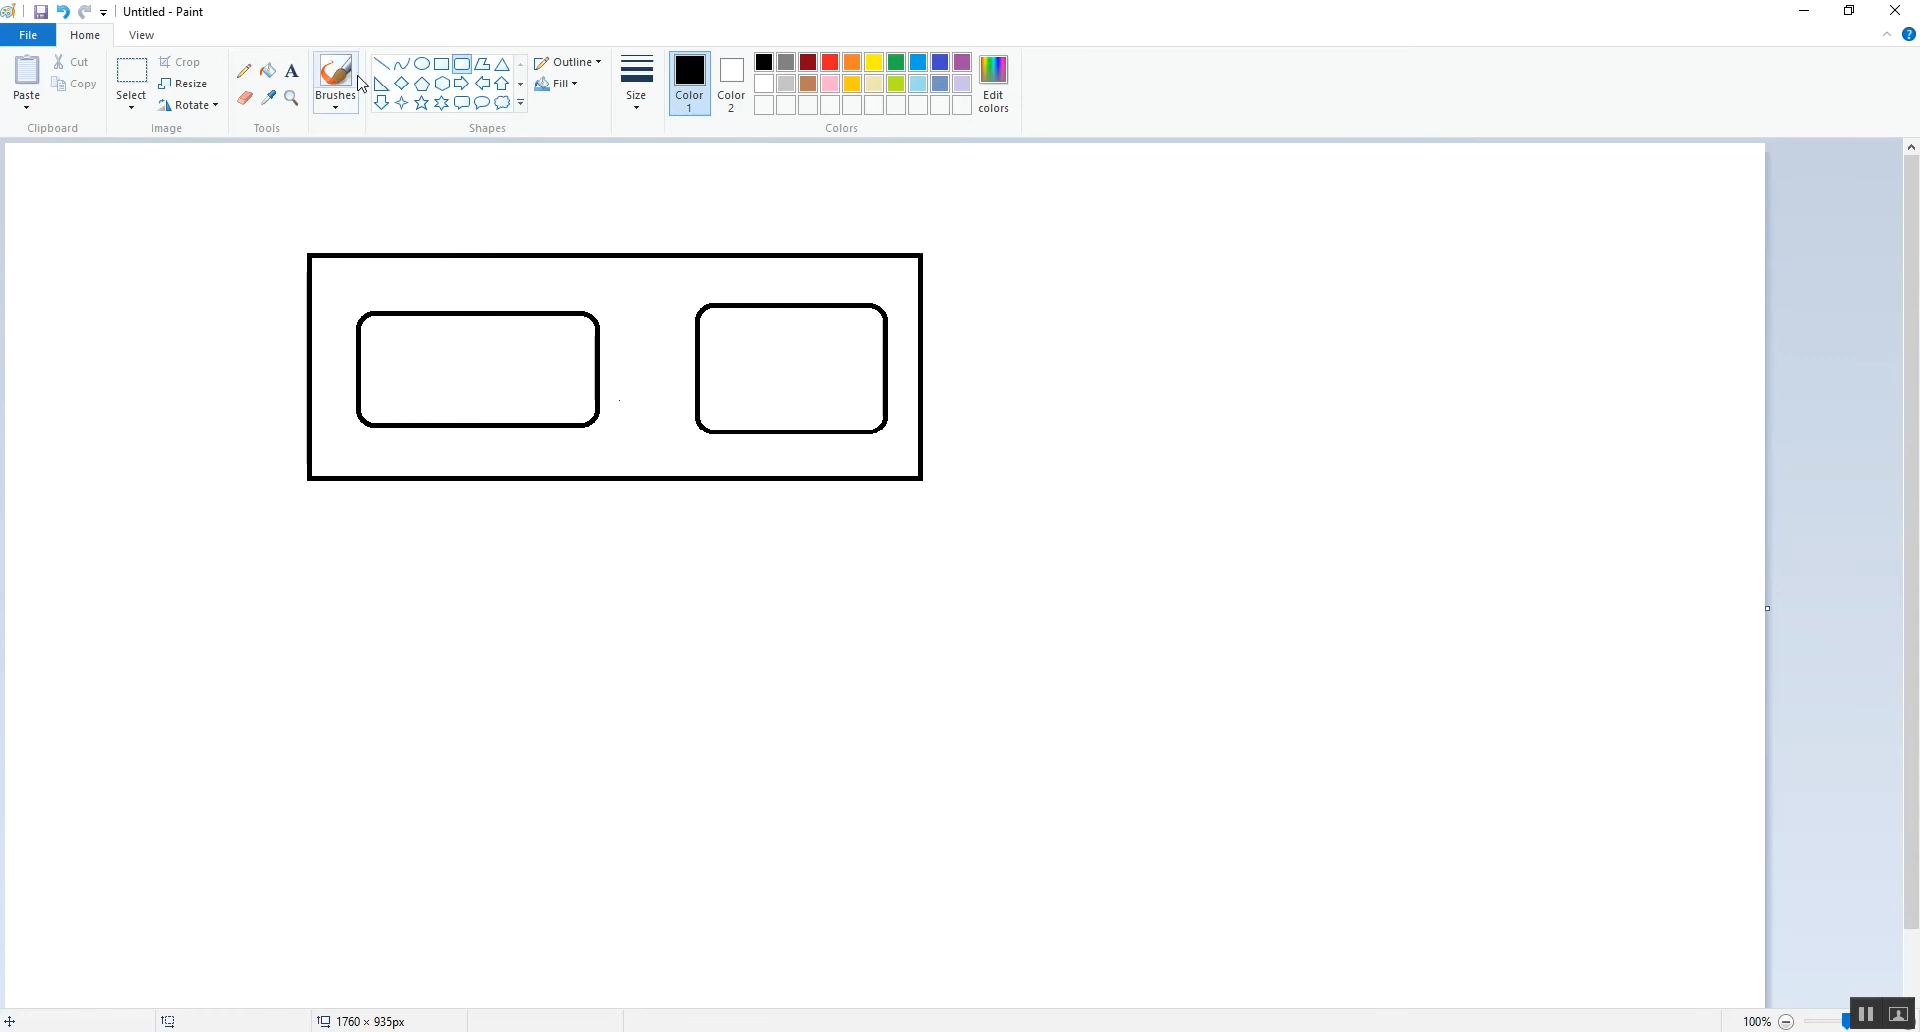 Untitled - Paint
File Home View
Paste Cut Copy Clipboard
Select Crop Resize Rotate Image
A Tools
Brushes
Outline Fill Shapes
Size
Color 1 Color 2 Edit colors Colors
1760 × 935px 100%